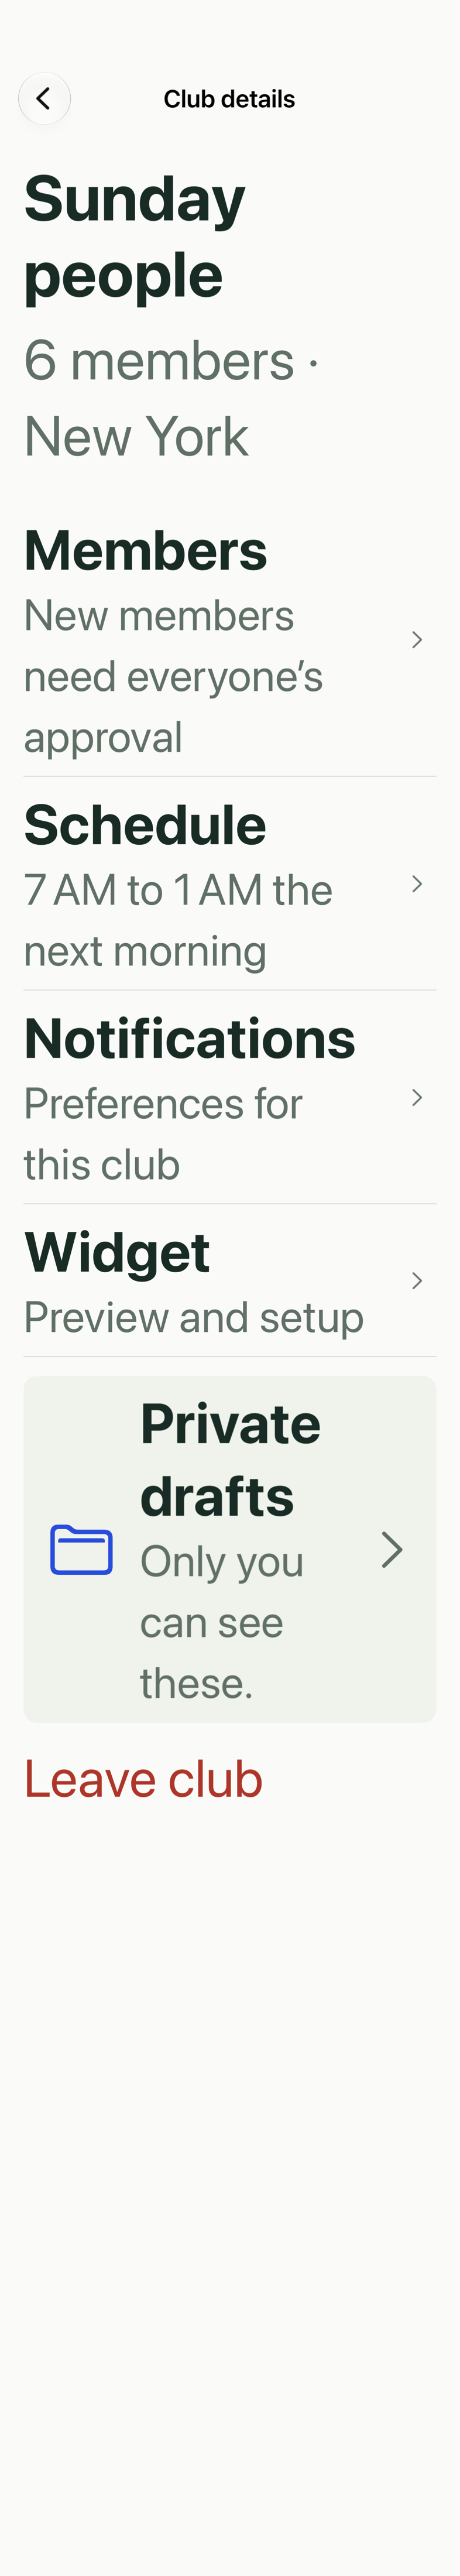 Club details
Sunday
people
6 members ·
New York
Members
New members
need everyone’s
approval
Schedule
7 AM to 1 AM the
next morning
Notifications
Preferences for
this club
Widget
Preview and setup
Private
drafts
Only you
can see
these.
Leave club